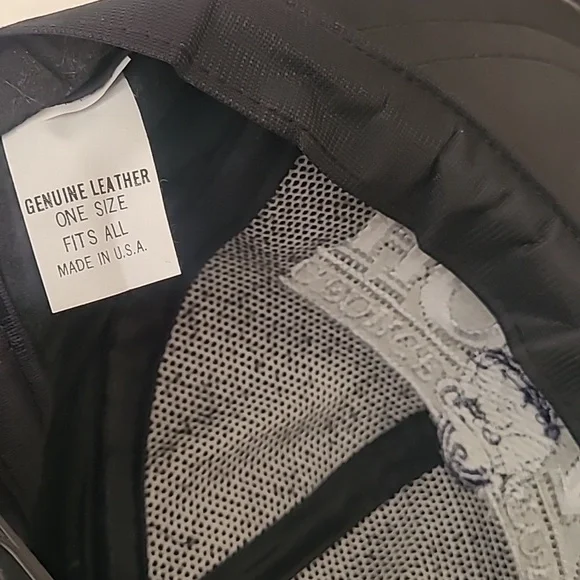 GENUINE LEATHER
ONE SIZE
FITS ALL
MADE IN U.S.A.